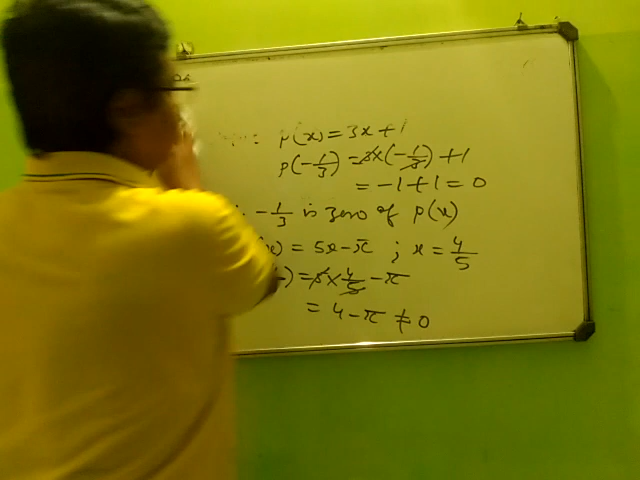 p(x) = 3x + 1
p(-1/3) = 3 × (-1/3) + 1
= -1 + 1 = 0
-1/3 is zero of p(x)
(x) = 5x - π ; x = 4/5
) = 5 × 4/5 - π
= 4 - π ≠ 0